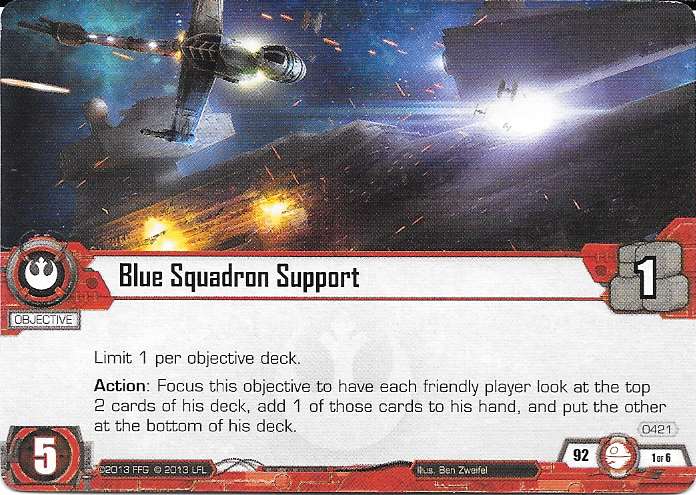 Blue Squadron Support
1
OBJECTIVE
Limit 1 per objective deck.
Action: Focus this objective to have each friendly player look at the top
2 cards of his deck, add 1 of those cards to his hand, and put the other
at the bottom of his deck.
0421
5
©2013 FFG © 2013 LFL
Illus. Ben Zweifel
92
1 of 6